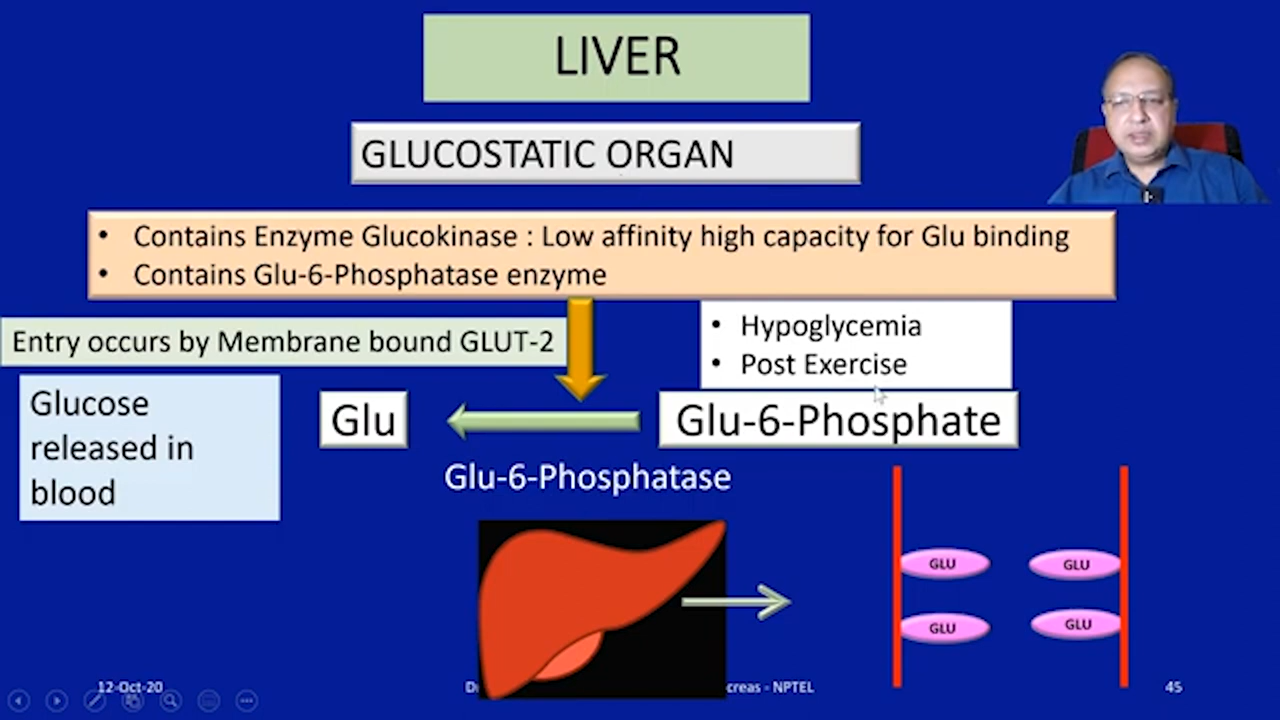 LIVER
GLUCOSTATIC ORGAN
• Contains Enzyme Glucokinase : Low affinity high capacity for Glu binding
• Contains Glu-6-Phosphatase enzyme
Entry occurs by Membrane bound GLUT-2
• Hypoglycemia
• Post Exercise
Glucose
released in
blood
Glu
Glu-6-Phosphate
Glu-6-Phosphatase
GLU GLU
GLU GLU
12-Oct-20
- NPTEL
45